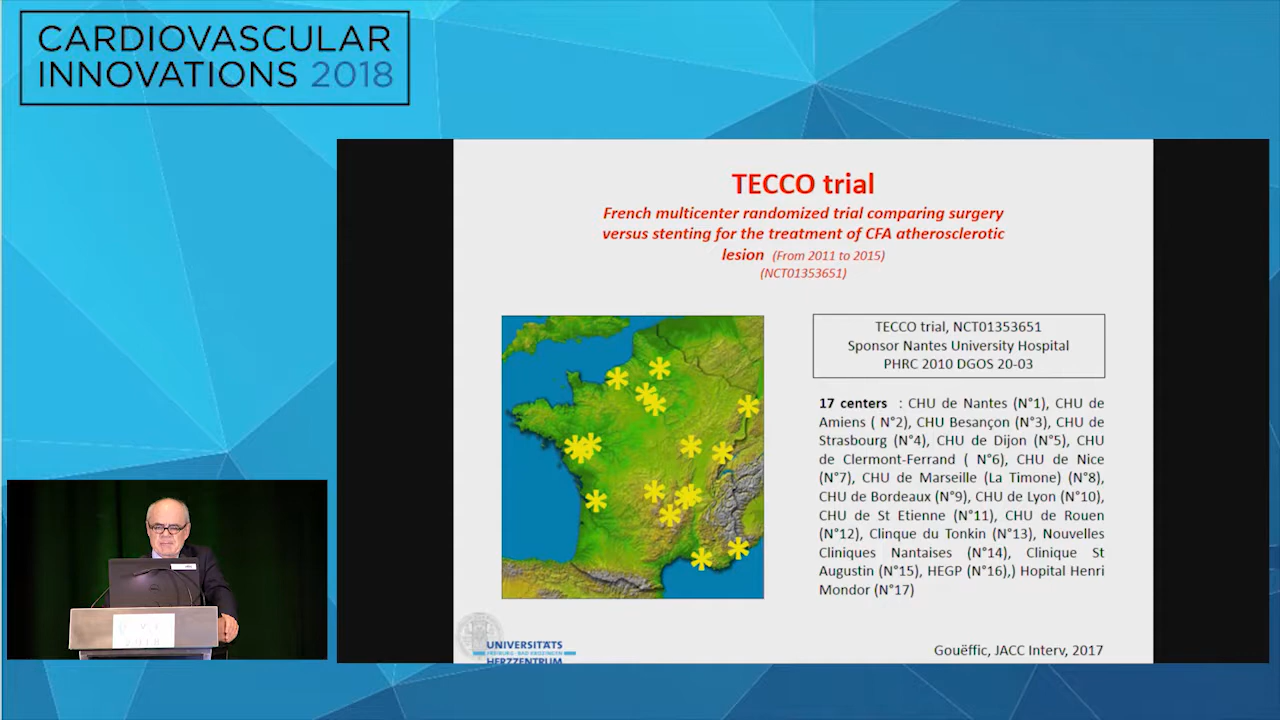 CARDIOVASCULAR
INNOVATIONS 2018
TECCO trial
French multicenter randomized trial comparing surgery
versus stenting for the treatment of CFA atherosclerotic
lesion (From 2011 to 2015)
(NCT01353651)
TECCO trial, NCT01353651
Sponsor Nantes University Hospital
PHRC 2010 DGOS 20-03
17 centers : CHU de Nantes (N°1), CHU de
Amiens ( N°2), CHU Besançon (N°3), CHU de
Strasbourg (N°4), CHU de Dijon (N°5), CHU
de Clermont-Ferrand ( N°6), CHU de Nice
(N°7), CHU de Marseille (La Timone) (N°8),
CHU de Bordeaux (N°9), CHU de Lyon (N°10),
CHU de St Etienne (N°11), CHU de Rouen
(N°12), Clinque du Tonkin (N°13), Nouvelles
Cliniques Nantaises (N°14), Clinique St
Augustin (N°15), HEGP (N°16),) Hopital Henri
Mondor (N°17)
UNIVERSITÄTS
FREIBURG · BAD KROZINGEN
HERZZENTRUM
Gouëffic, JACC Interv, 2017
CVI
2018